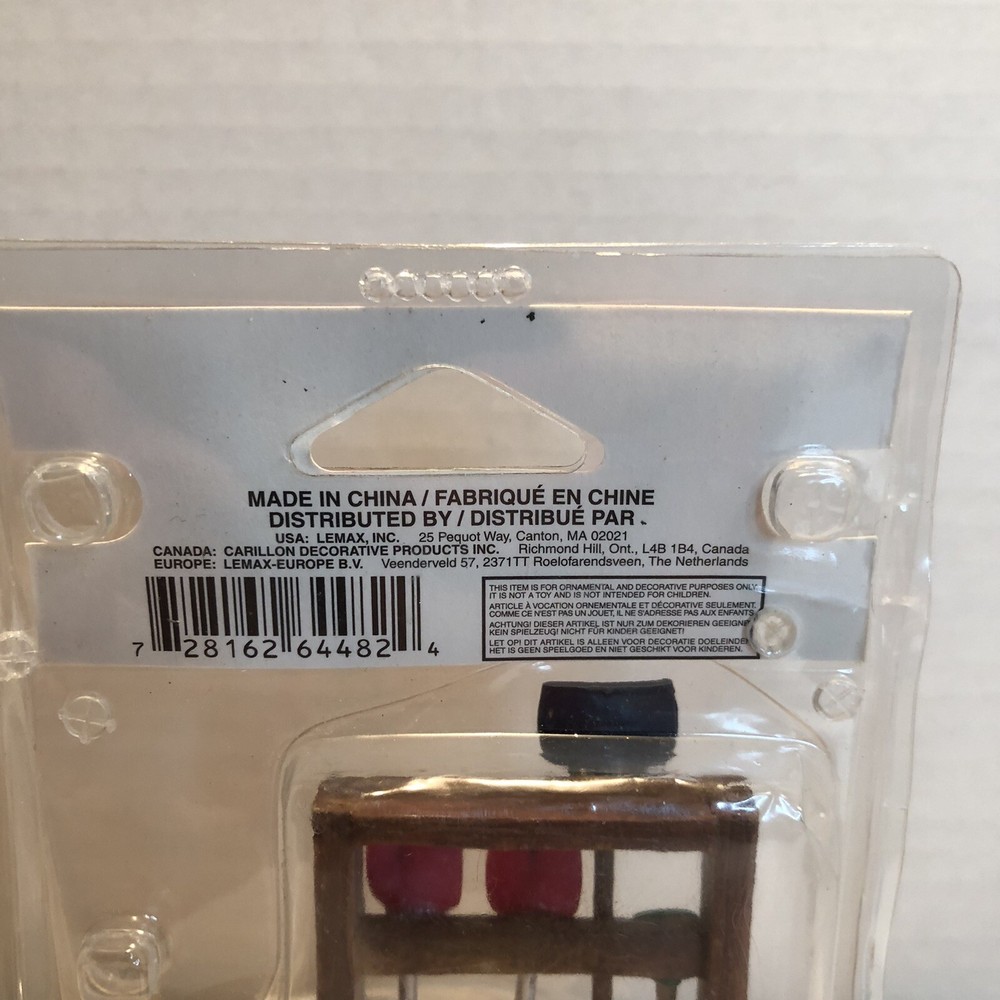 MADE IN CHINA / FABRIQUÉ EN CHINE
DISTRIBUTED BY / DISTRIBUÉ PAR
USA: LEMAX, INC. 25 Pequot Way, Canton, MA 02021
CANADA: CARILLON DECORATIVE PRODUCTS INC. Richmond Hill, Ont., L4B 1B4, Canada
EUROPE: LEMAX-EUROPE B.V. Veenderveld 57, 2371TT Roelofarendsveen, The Netherlands
THIS ITEM IS FOR ORNAMENTAL AND DECORATIVE PURPOSES ONLY.
IT IS NOT A TOY AND IS NOT INTENDED FOR CHILDREN.
ARTICLE À VOCATION ORNEMENTALE ET DÉCORATIVE SEULEMENT.
COMME CE N'EST PAS UN JOUET, IL NE S'ADRESSE PAS AUX ENFANTS.
ACHTUNG! DIESER ARTIKEL IST NUR ZUM DEKORIEREN GEEIGNET
KEIN SPIELZEUG! NICHT FÜR KINDER GEEIGNET!
LET OP! DIT ARTIKEL IS ALLEEN VOOR DECORATIE DOELEINDEN
HET IS GEEN SPEELGOED EN NIET GESCHIKT VOOR KINDEREN.
7 28162 64482 4